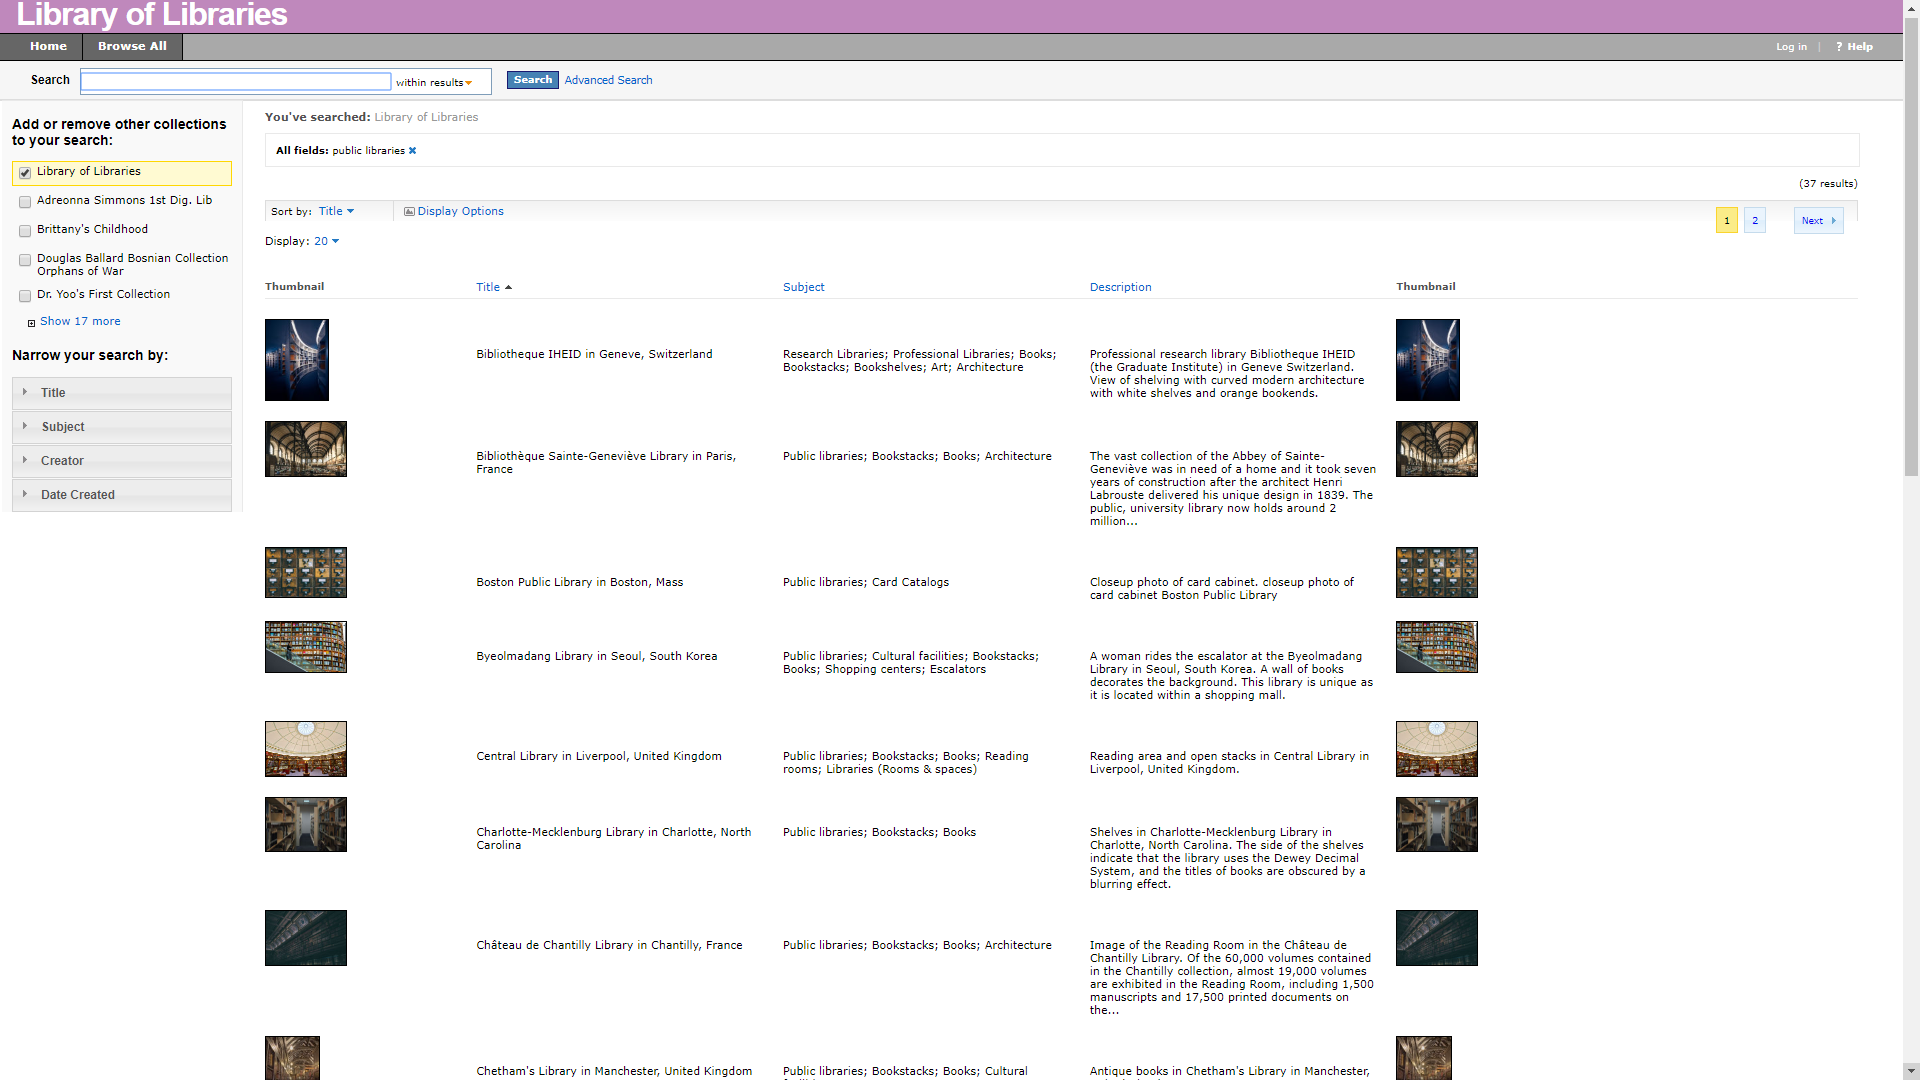 Library of Libraries
Home
Browse All
Log in
? Help
Search
within results
Search
Advanced Search
Add or remove other collections
to your search:
Library of Libraries
Adreonna Simmons 1st Dig. Lib
Brittany's Childhood
Douglas Ballard Bosnian Collection
Orphans of War
Dr. Yoo's First Collection
Show 17 more
Narrow your search by:
Title
Subject
Creator
Date Created
You've searched: Library of Libraries
All fields: public libraries
(37 results)
Sort by: Title
Display Options
1
2
Next
Display: 20
Thumbnail
Title
Subject
Description
Thumbnail
Bibliotheque IHEID in Geneve, Switzerland
Research Libraries; Professional Libraries; Books;
Bookstacks; Bookshelves; Art; Architecture
Professional research library Bibliotheque IHEID
(the Graduate Institute) in Geneve Switzerland.
View of shelving with curved modern architecture
with white shelves and orange bookends.
Bibliothèque Sainte-Geneviève Library in Paris,
France
Public libraries; Bookstacks; Books; Architecture
The vast collection of the Abbey of Sainte-
Geneviève was in need of a home and it took seven
years of construction after the architect Henri
Labrouste delivered his unique design in 1839. The
public, university library now holds around 2
million...
Boston Public Library in Boston, Mass
Public libraries; Card Catalogs
Closeup photo of card cabinet. closeup photo of
card cabinet Boston Public Library
Byeolmadang Library in Seoul, South Korea
Public libraries; Cultural facilities; Bookstacks;
Books; Shopping centers; Escalators
A woman rides the escalator at the Byeolmadang
Library in Seoul, South Korea. A wall of books
decorates the background. This library is unique as
it is located within a shopping mall.
Central Library in Liverpool, United Kingdom
Public libraries; Bookstacks; Books; Reading
rooms; Libraries (Rooms & spaces)
Reading area and open stacks in Central Library in
Liverpool, United Kingdom.
Charlotte-Mecklenburg Library in Charlotte, North
Carolina
Public libraries; Bookstacks; Books
Shelves in Charlotte-Mecklenburg Library in
Charlotte, North Carolina. The side of the shelves
indicate that the library uses the Dewey Decimal
System, and the titles of books are obscured by a
blurring effect.
Château de Chantilly Library in Chantilly, France
Public libraries; Bookstacks; Books; Architecture
Image of the Reading Room in the Château de
Chantilly Library. Of the 60,000 volumes contained
in the Chantilly collection, almost 19,000 volumes
are exhibited in the Reading Room, including 1,500
manuscripts and 17,500 printed documents on
the...
Chetham's Library in Manchester, United Kingdom
Public libraries; Bookstacks; Books; Cultural
Antique books in Chetham's Library in Manchester,